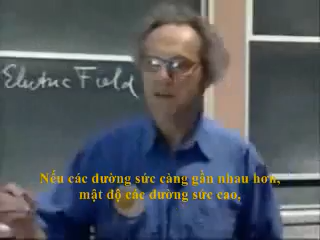 Electric Field
Nếu các đường sức càng gần nhau hơn,
mật độ các đường sức cao,